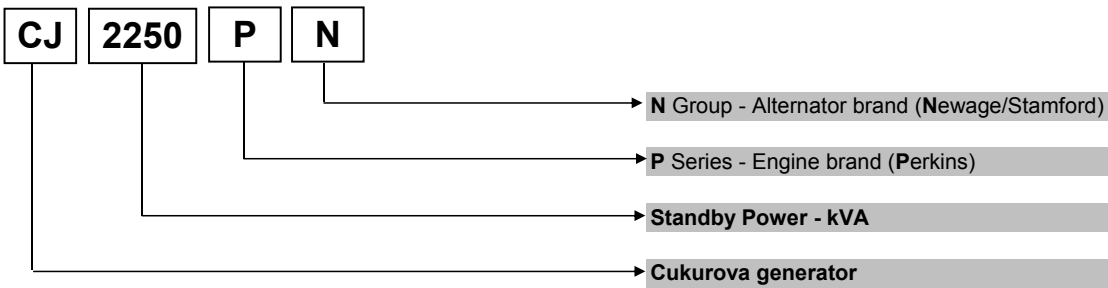 CJ 2250 P N
N Group - Alternator brand (Newage/Stamford)
P Series - Engine brand (Perkins)
Standby Power - kVA
Cukurova generator